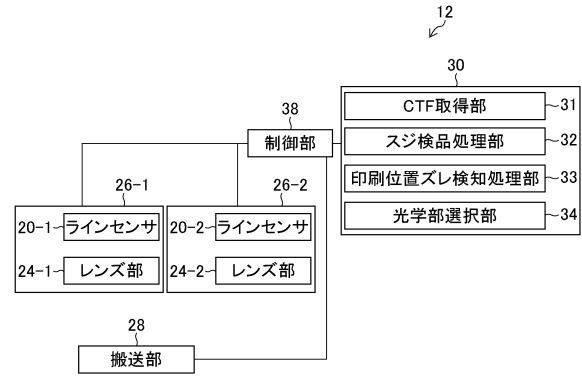 12
30
CTF取得部
31
38
制御部
スジ検品処理部
32
印刷位置ズレ検知処理部
33
光学部選択部
34
26-1
26-2
20-1
ラインセンサ
20-2
ラインセンサ
24-1
レンズ部
24-2
レンズ部
28
搬送部